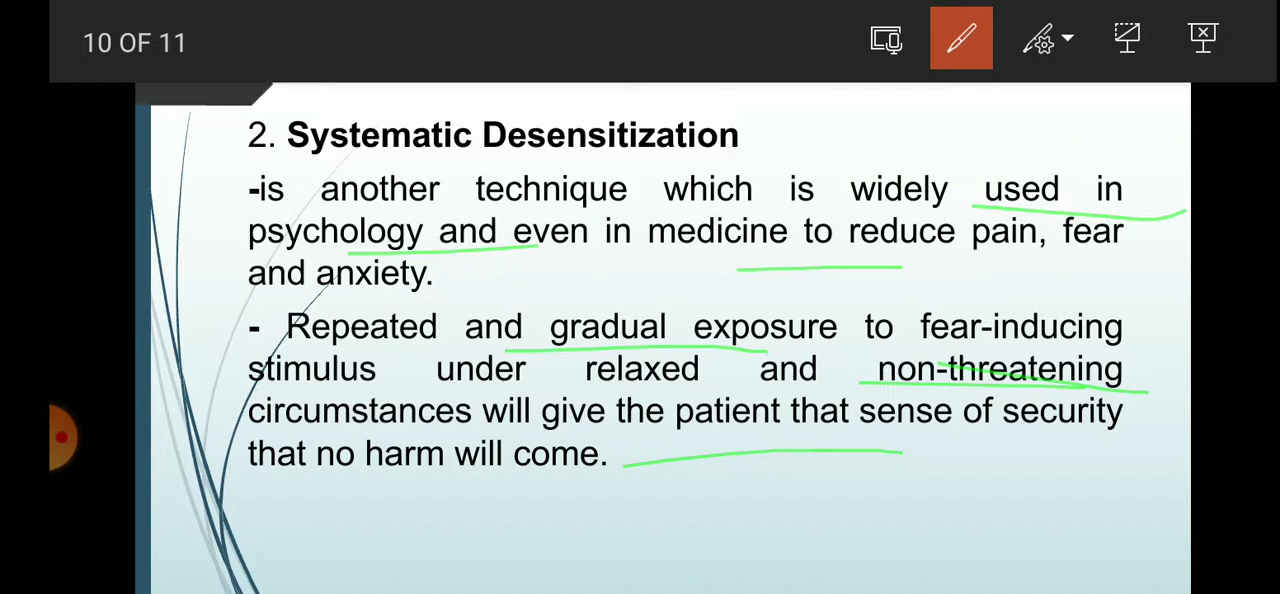 10 OF 11
2. Systematic Desensitization
-is another technique which is widely used in
psychology and even in medicine to reduce pain, fear
and anxiety.
- Repeated and gradual exposure to fear-inducing
stimulus under relaxed and non-threatening
circumstances will give the patient that sense of security
that no harm will come.